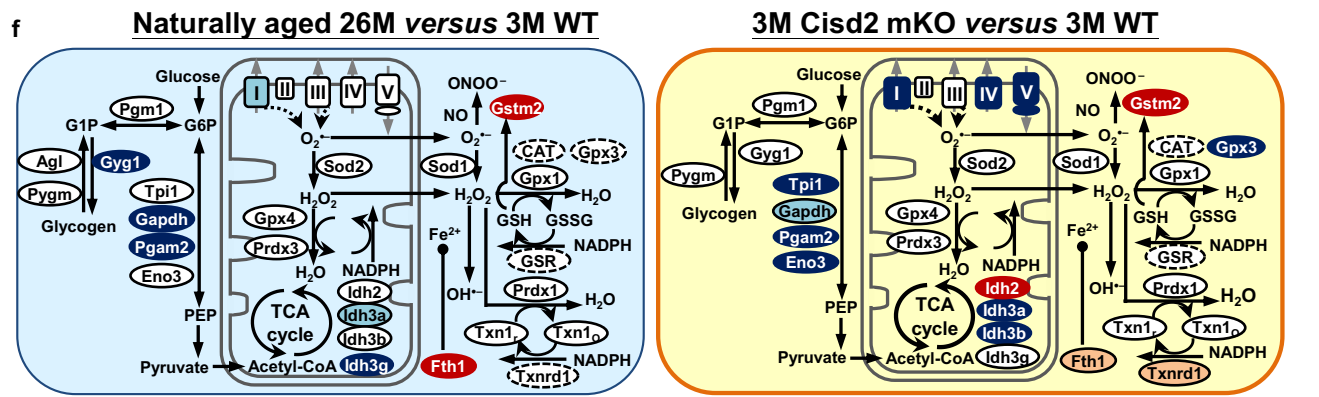 f
Naturally aged 26M versus 3M WT
Glucose
Pgm1
G1P
G6P
Agl
Gyg1
Pygm
Glycogen
Tpi1
Gapdh
Pgam2
Eno3
PEP
Pyruvate
I
II
III
IV
V
O₂•−
Sod2
H₂O₂
Gpx4
Prdx3
H₂O
NADPH
TCA
cycle
Acetyl-CoA
Idh2
Idh3a
Idh3b
Idh3g
ONOO−
NO
O₂•−
Sod1
H₂O₂
Gstm2
CAT
Gpx3
Gpx1
H₂O
GSH
GSSG
NADPH
GSR
Fe²⁺
OH•−
Prdx1
H₂O
Txn1r
Txn1o
NADPH
Txnrd1
Fth1
3M Cisd2 mKO versus 3M WT
Glucose
Pgm1
G1P
G6P
Gyg1
Pygm
Glycogen
Tpi1
Gapdh
Pgam2
Eno3
PEP
Pyruvate
I
II
III
IV
V
O₂•−
Sod2
H₂O₂
Gpx4
Prdx3
H₂O
NADPH
TCA
cycle
Acetyl-CoA
Idh2
Idh3a
Idh3b
Idh3g
ONOO−
NO
O₂•−
Sod1
H₂O₂
Gstm2
CAT
Gpx3
Gpx1
H₂O
GSH
GSSG
NADPH
GSR
Fe²⁺
OH•−
Prdx1
H₂O
Txn1r
Txn1o
NADPH
Txnrd1
Fth1